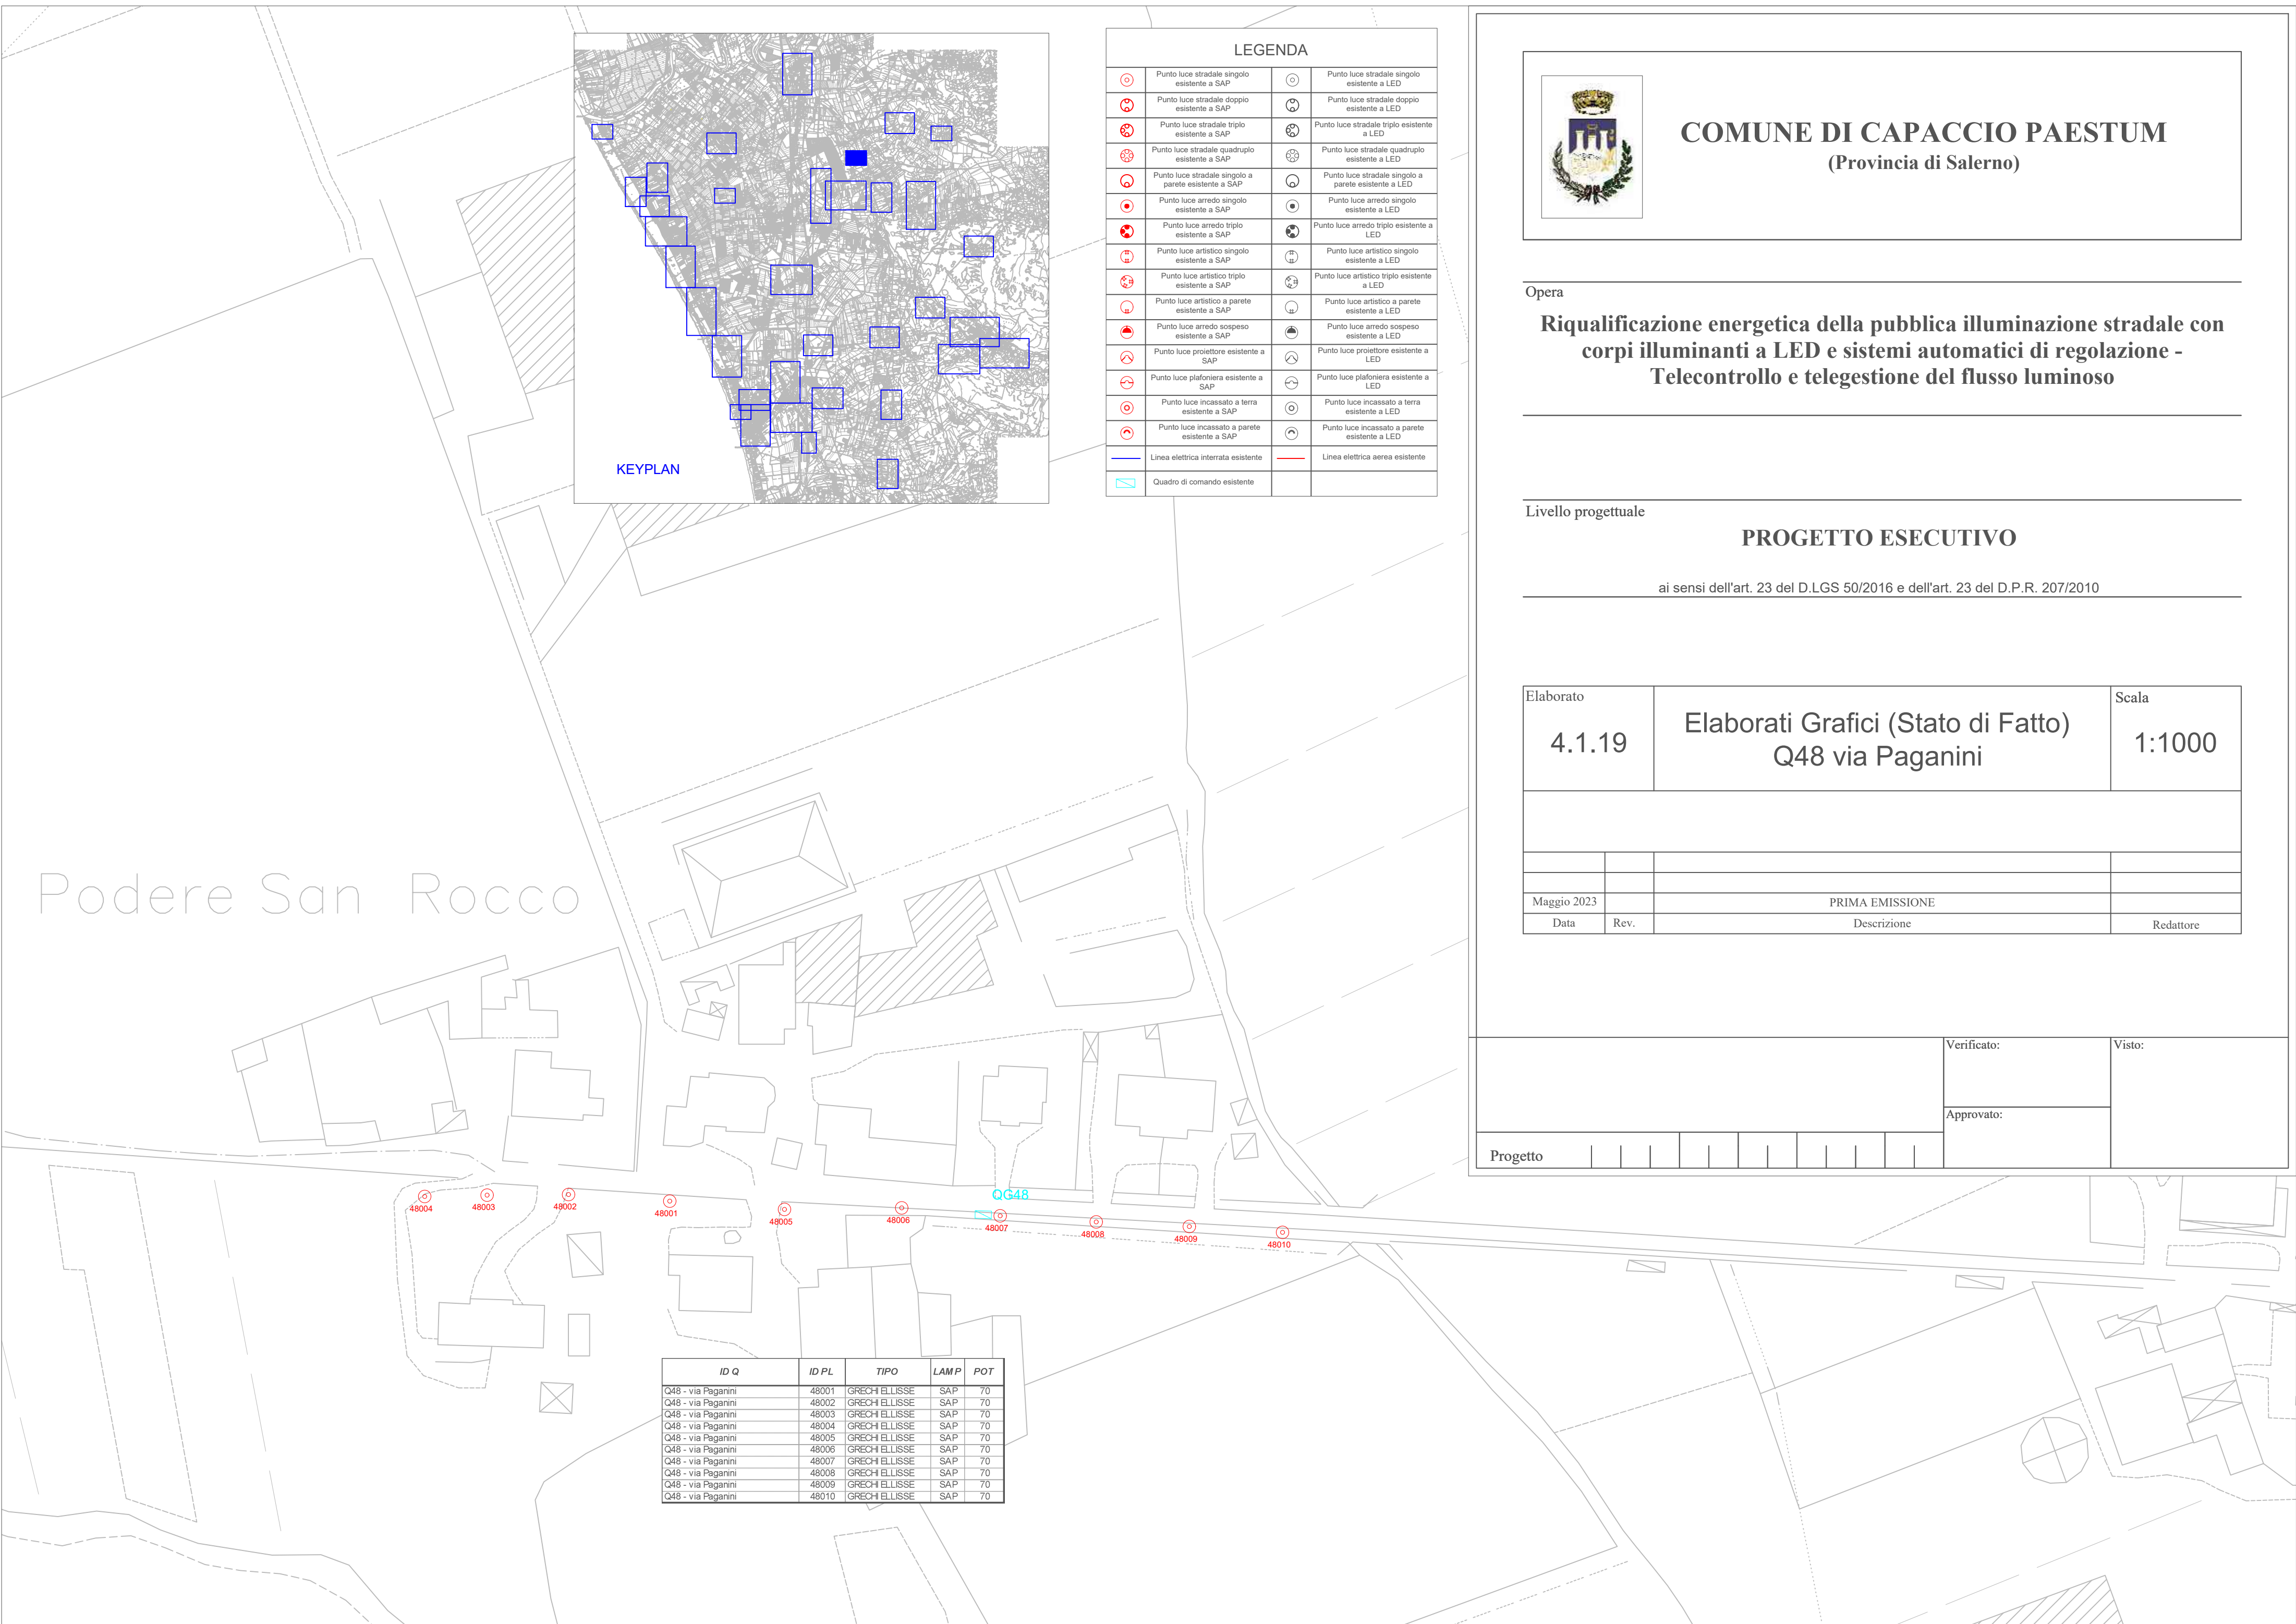 KEYPLAN
LEGENDA
Punto luce stradale singolo
esistente a SAP
Punto luce stradale singolo
esistente a LED
Punto luce stradale doppio
esistente a SAP
Punto luce stradale doppio
esistente a LED
Punto luce stradale triplo
esistente a SAP
Punto luce stradale triplo esistente
a LED
Punto luce stradale quadruplo
esistente a SAP
Punto luce stradale quadruplo
esistente a LED
Punto luce stradale singolo a
parete esistente a SAP
Punto luce stradale singolo a
parete esistente a LED
Punto luce arredo singolo
esistente a SAP
Punto luce arredo singolo
esistente a LED
Punto luce arredo triplo
esistente a SAP
Punto luce arredo triplo esistente a
LED
Punto luce artistico singolo
esistente a SAP
Punto luce artistico singolo
esistente a LED
Punto luce artistico triplo
esistente a SAP
Punto luce artistico triplo esistente
a LED
Punto luce artistico a parete
esistente a SAP
Punto luce artistico a parete
esistente a LED
Punto luce arredo sospeso
esistente a SAP
Punto luce arredo sospeso
esistente a LED
Punto luce proiettore esistente a
SAP
Punto luce proiettore esistente a
LED
Punto luce plafoniera esistente a
SAP
Punto luce plafoniera esistente a
LED
Punto luce incassato a terra
esistente a SAP
Punto luce incassato a terra
esistente a LED
Punto luce incassato a parete
esistente a SAP
Punto luce incassato a parete
esistente a LED
Linea elettrica interrata esistente
Linea elettrica aerea esistente
Quadro di comando esistente
COMUNE DI CAPACCIO PAESTUM
(Provincia di Salerno)
Opera
Riqualificazione energetica della pubblica illuminazione stradale con
corpi illuminanti a LED e sistemi automatici di regolazione -
Telecontrollo e telegestione del flusso luminoso
Livello progettuale
PROGETTO ESECUTIVO
ai sensi dell'art. 23 del D.LGS 50/2016 e dell'art. 23 del D.P.R. 207/2010
Elaborato
4.1.19
Elaborati Grafici (Stato di Fatto)
Q48 via Paganini
Scala
1:1000
Maggio 2023 PRIMA EMISSIONE
Data Rev. Descrizione Redattore
Verificato:
Visto:
Approvato:
Progetto
Podere San Rocco
QG48
48004
48003
48002
48001
48005
48006
48007
48008
48009
48010
ID Q ID PL TIPO LAMP POT
Q48 - via Paganini 48001 GRECHI ELLISSE SAP 70
Q48 - via Paganini 48002 GRECHI ELLISSE SAP 70
Q48 - via Paganini 48003 GRECHI ELLISSE SAP 70
Q48 - via Paganini 48004 GRECHI ELLISSE SAP 70
Q48 - via Paganini 48005 GRECHI ELLISSE SAP 70
Q48 - via Paganini 48006 GRECHI ELLISSE SAP 70
Q48 - via Paganini 48007 GRECHI ELLISSE SAP 70
Q48 - via Paganini 48008 GRECHI ELLISSE SAP 70
Q48 - via Paganini 48009 GRECHI ELLISSE SAP 70
Q48 - via Paganini 48010 GRECHI ELLISSE SAP 70